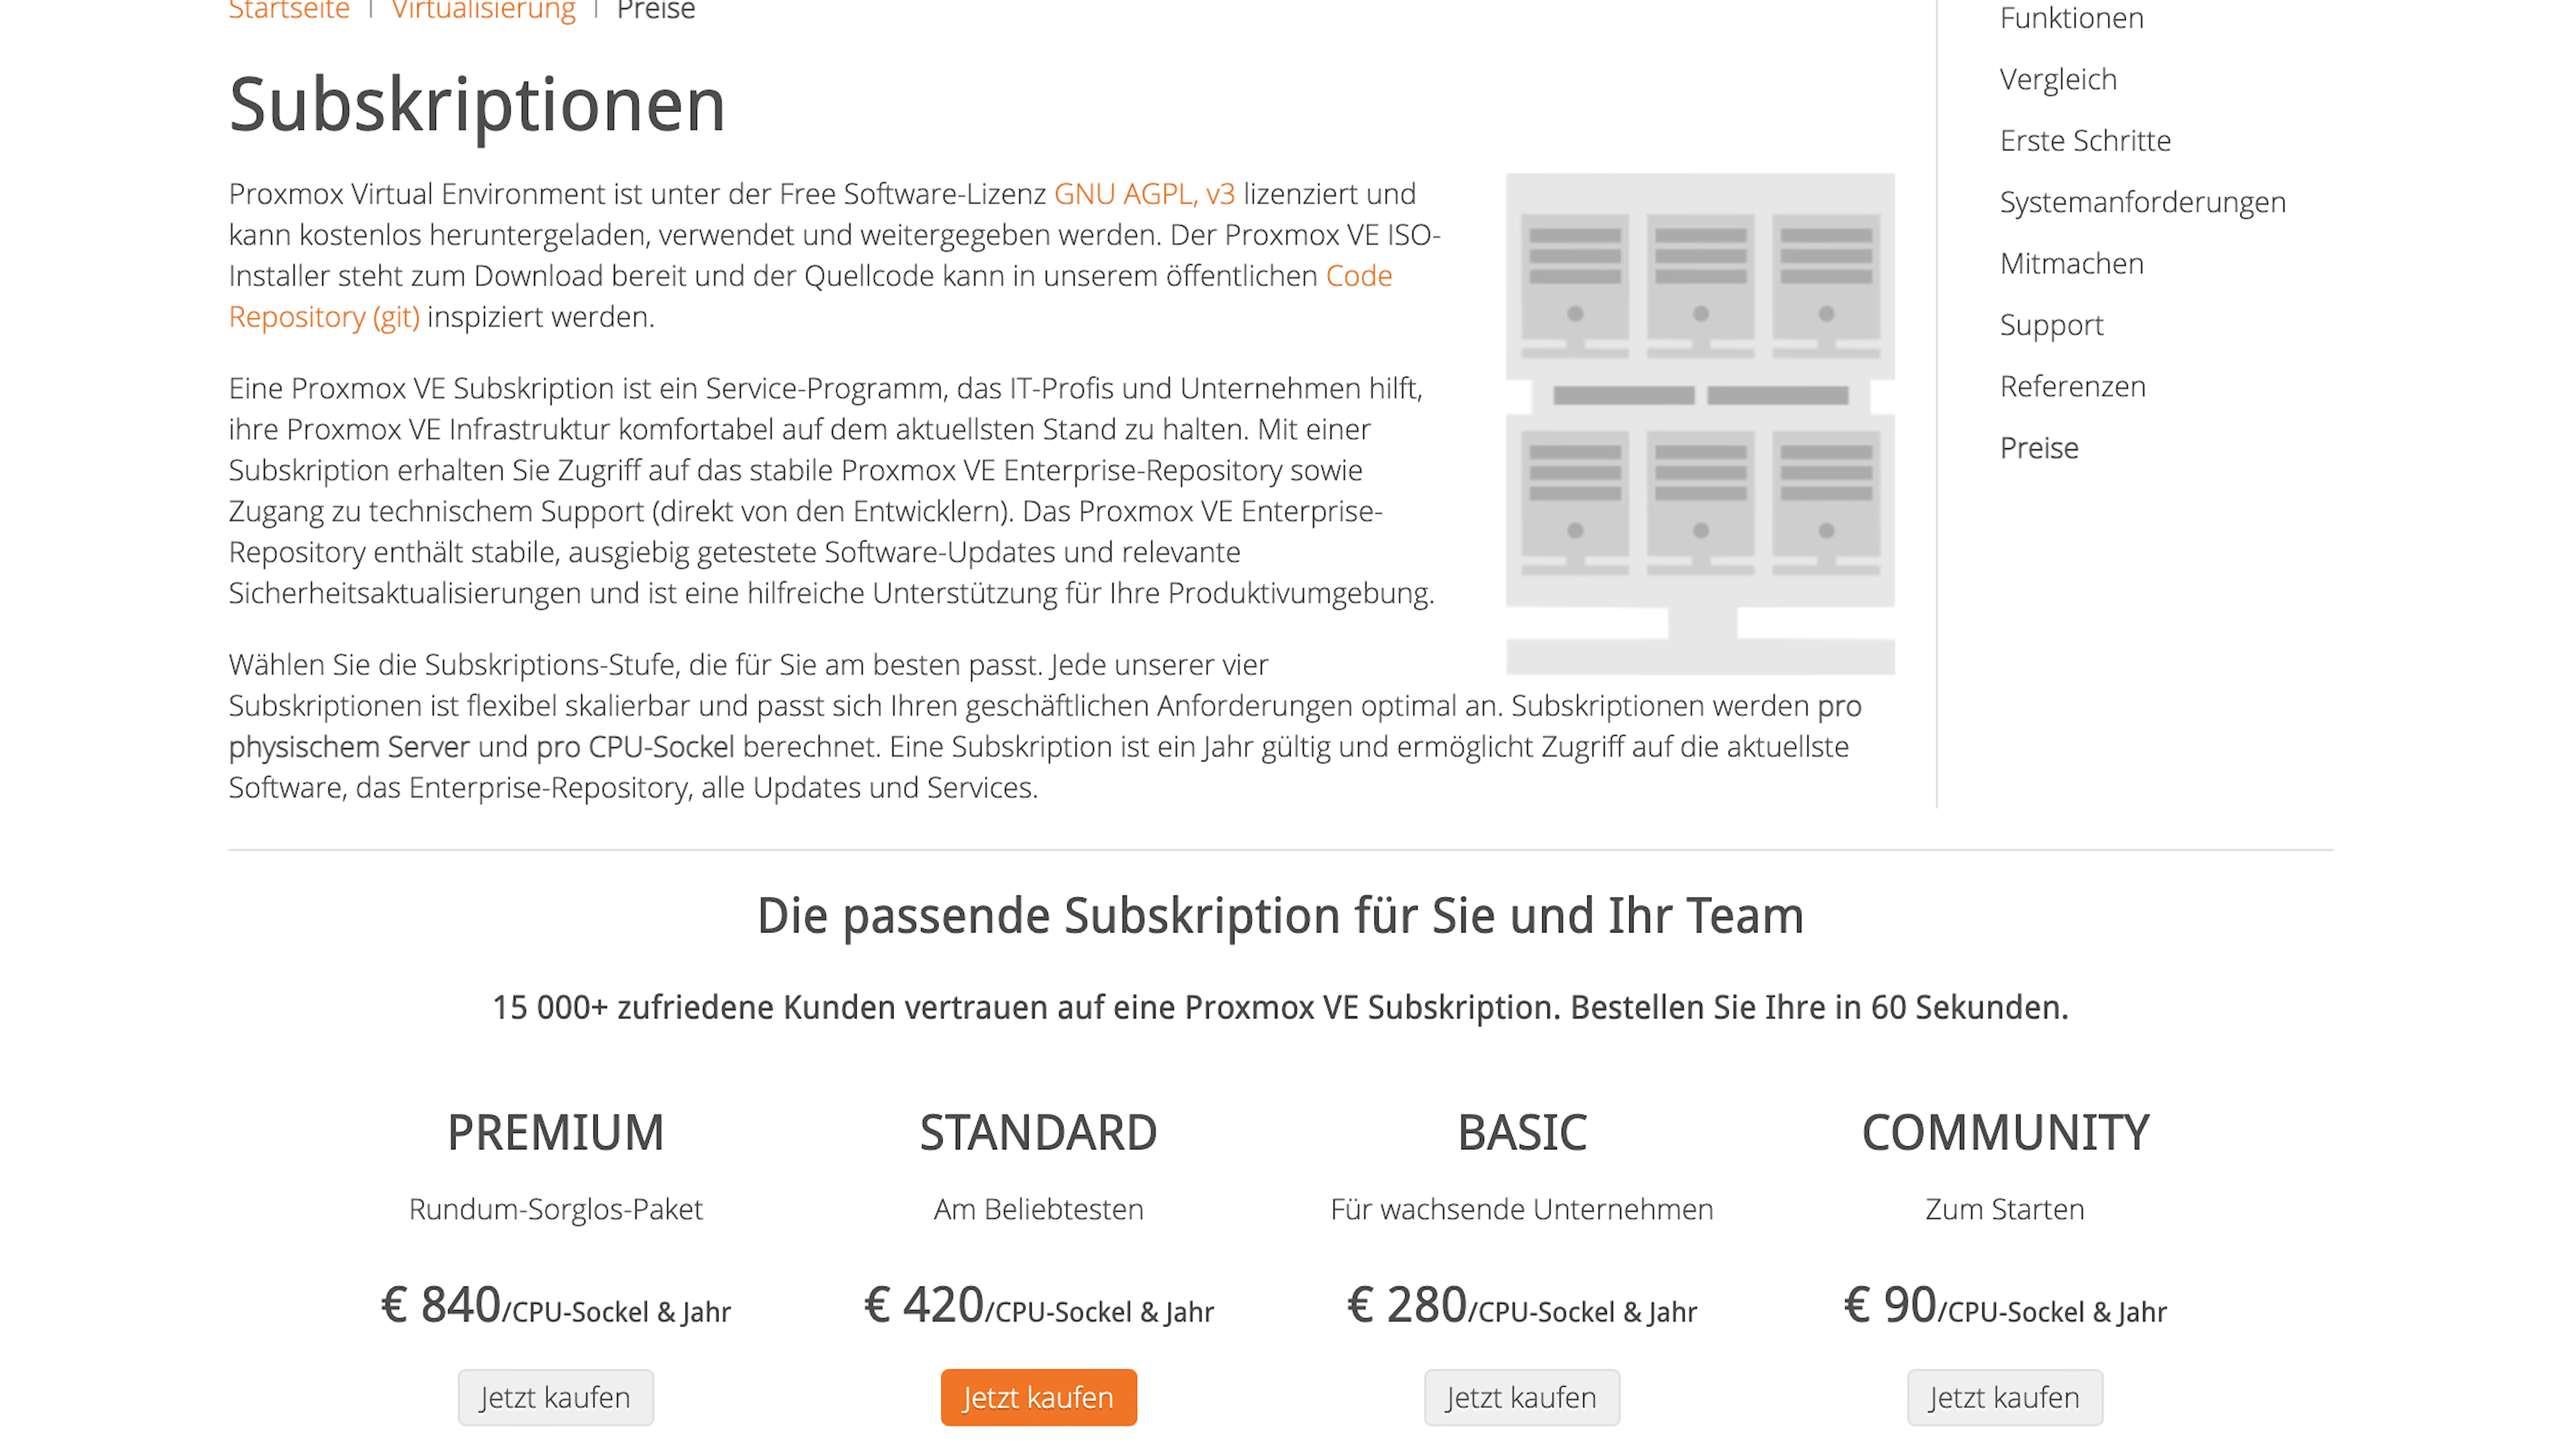 Startseite | Virtualisierung | Preise
Subskriptionen
Proxmox Virtual Environment ist unter der Free Software-Lizenz GNU AGPL, v3 lizenziert und
kann kostenlos heruntergeladen, verwendet und weitergegeben werden. Der Proxmox VE ISO-
Installer steht zum Download bereit und der Quellcode kann in unserem öffentlichen Code
Repository (git) inspiziert werden.
Eine Proxmox VE Subskription ist ein Service-Programm, das IT-Profis und Unternehmen hilft,
ihre Proxmox VE Infrastruktur komfortabel auf dem aktuellsten Stand zu halten. Mit einer
Subskription erhalten Sie Zugriff auf das stabile Proxmox VE Enterprise-Repository sowie
Zugang zu technischem Support (direkt von den Entwicklern). Das Proxmox VE Enterprise-
Repository enthält stabile, ausgiebig getestete Software-Updates und relevante
Sicherheitsaktualisierungen und ist eine hilfreiche Unterstützung für Ihre Produktivumgebung.
Wählen Sie die Subskriptions-Stufe, die für Sie am besten passt. Jede unserer vier
Subskriptionen ist flexibel skalierbar und passt sich Ihren geschäftlichen Anforderungen optimal an. Subskriptionen werden pro
physischem Server und pro CPU-Sockel berechnet. Eine Subskription ist ein Jahr gültig und ermöglicht Zugriff auf die aktuellste
Software, das Enterprise-Repository, alle Updates und Services.
Funktionen
Vergleich
Erste Schritte
Systemanforderungen
Mitmachen
Support
Referenzen
Preise
Die passende Subskription für Sie und Ihr Team
15 000+ zufriedene Kunden vertrauen auf eine Proxmox VE Subskription. Bestellen Sie Ihre in 60 Sekunden.
PREMIUM
Rundum-Sorglos-Paket
€ 840/CPU-Sockel & Jahr
Jetzt kaufen
STANDARD
Am Beliebtesten
€ 420/CPU-Sockel & Jahr
Jetzt kaufen
BASIC
Für wachsende Unternehmen
€ 280/CPU-Sockel & Jahr
Jetzt kaufen
COMMUNITY
Zum Starten
€ 90/CPU-Sockel & Jahr
Jetzt kaufen